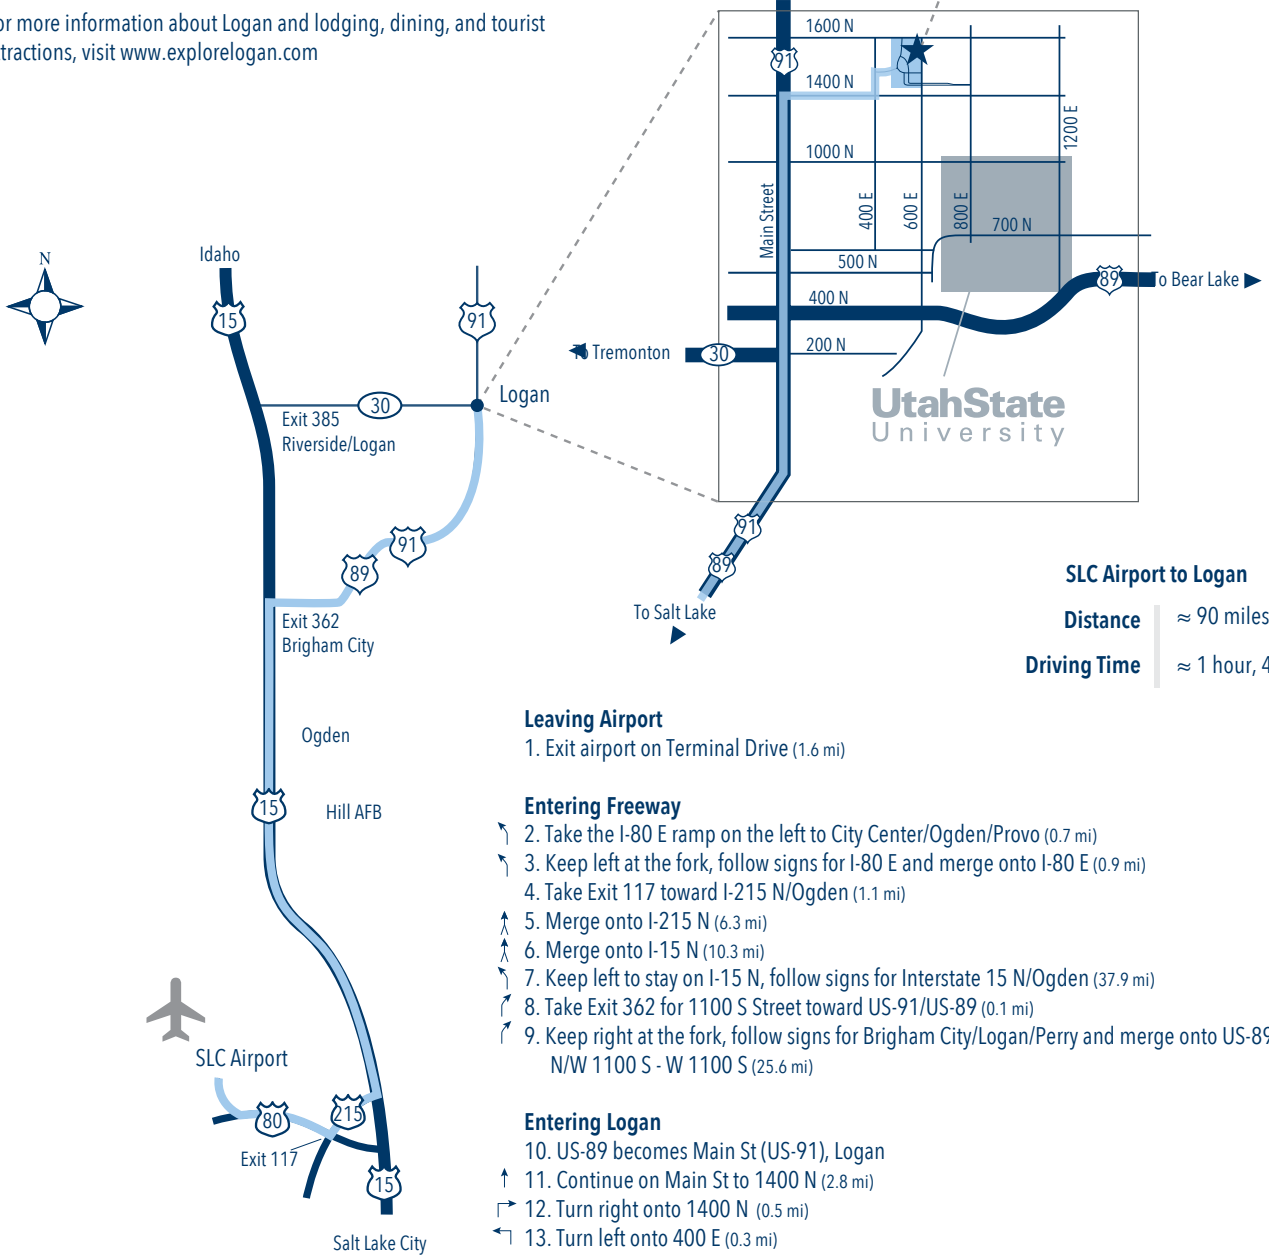 or more information about Logan and lodging, dining, and tourist
tractions, visit www.explorelogan.com
1600 N
91
1400 N
1200 E
1000 N
Main Street
400 E
600 E
800 E
700 N
500 N
89
To Bear Lake
400 N
To Tremonton
30
200 N
UtahState
University
N
Idaho
15
91
Logan
30
Exit 385
Riverside/Logan
91
89
91
89
To Salt Lake
Exit 362
Brigham City
Ogden
15
Hill AFB
SLC Airport
80
215
Exit 117
15
Salt Lake City
SLC Airport to Logan
Distance ≈ 90 miles
Driving Time ≈ 1 hour, 4
Leaving Airport
1. Exit airport on Terminal Drive (1.6 mi)
Entering Freeway
2. Take the I-80 E ramp on the left to City Center/Ogden/Provo (0.7 mi)
3. Keep left at the fork, follow signs for I-80 E and merge onto I-80 E (0.9 mi)
4. Take Exit 117 toward I-215 N/Ogden (1.1 mi)
5. Merge onto I-215 N (6.3 mi)
6. Merge onto I-15 N (10.3 mi)
7. Keep left to stay on I-15 N, follow signs for Interstate 15 N/Ogden (37.9 mi)
8. Take Exit 362 for 1100 S Street toward US-91/US-89 (0.1 mi)
9. Keep right at the fork, follow signs for Brigham City/Logan/Perry and merge onto US-89
N/W 1100 S - W 1100 S (25.6 mi)
Entering Logan
10. US-89 becomes Main St (US-91), Logan
11. Continue on Main St to 1400 N (2.8 mi)
12. Turn right onto 1400 N (0.5 mi)
13. Turn left onto 400 E (0.3 mi)